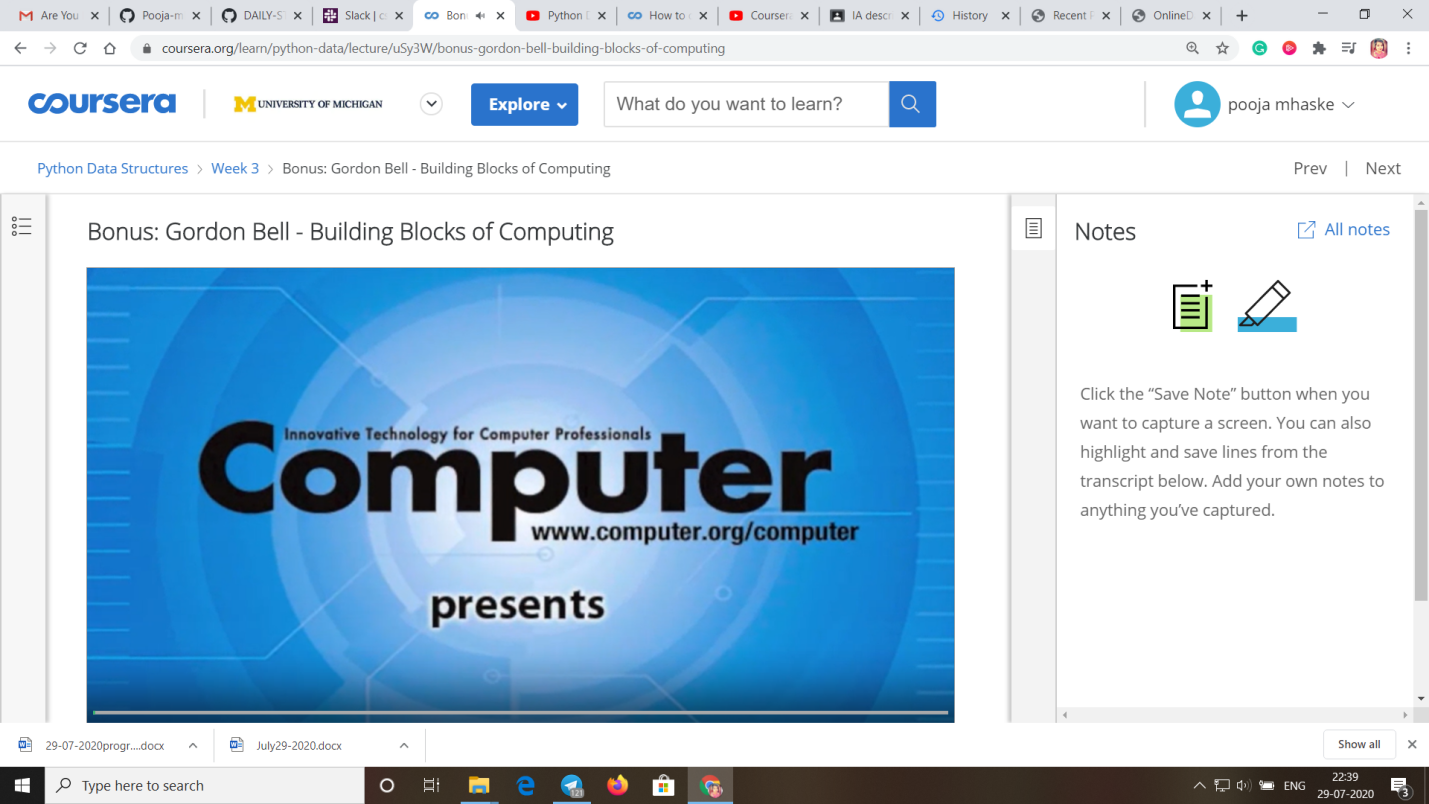 Are You
Pooja-m
DAILY-ST
Slack | c
Bon
Python D
How to
Courser
IA descr
History
Recent F
OnlineD
coursera.org/learn/python-data/lecture/uSy3W/bonus-gordon-bell-building-blocks-of-computing
coursera
M UNIVERSITY OF MICHIGAN
Explore
What do you want to learn?
pooja mhaske
Python Data Structures > Week 3 > Bonus: Gordon Bell - Building Blocks of Computing
Prev | Next
Bonus: Gordon Bell - Building Blocks of Computing
Innovative Technology for Computer Professionals
Computer
www.computer.org/computer
presents
Notes
All notes
Click the “Save Note” button when you
want to capture a screen. You can also
highlight and save lines from the
transcript below. Add your own notes to
anything you’ve captured.
29-07-2020progr....docx
July29-2020.docx
Show all
Type here to search
121
ENG
22:39
29-07-2020
3